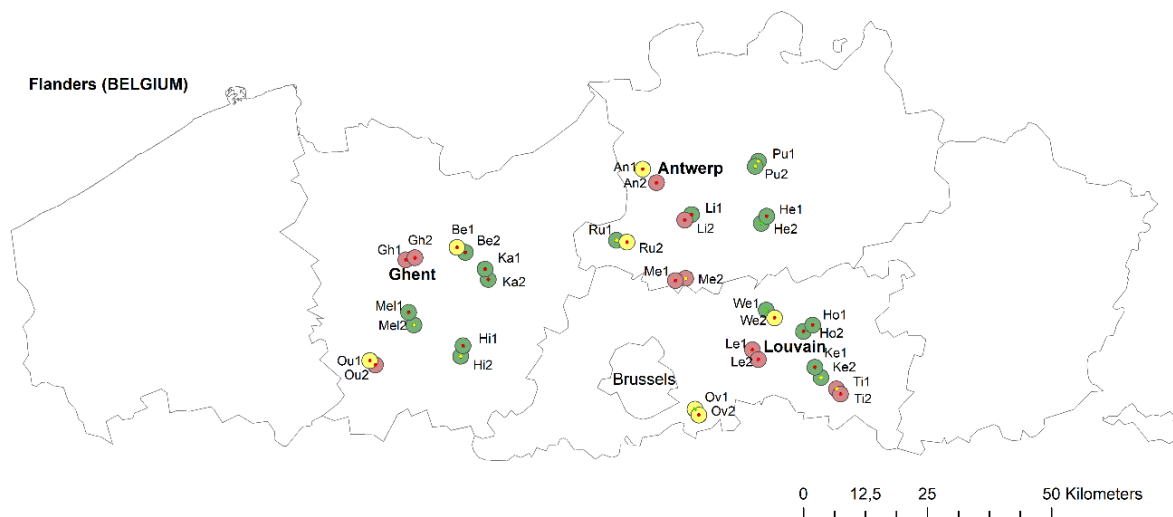 Flanders (BELGIUM)
An1
Antwerp
An2
Pu1
Pu2
Li1
Li2
He1
He2
Ru1
Ru2
Me1
Me2
Be1
Be2
Gh1
Gh2
Ghent
Ka1
Ka2
Mel1
Mel2
Hi1
Hi2
Ou1
Ou2
We1
We2
Ho1
Ho2
Le1
Louvain
Le2
Ke1
Ke2
Brussels
Ti1
Ti2
Ov1
Ov2
0 12,5 25 50 Kilometers